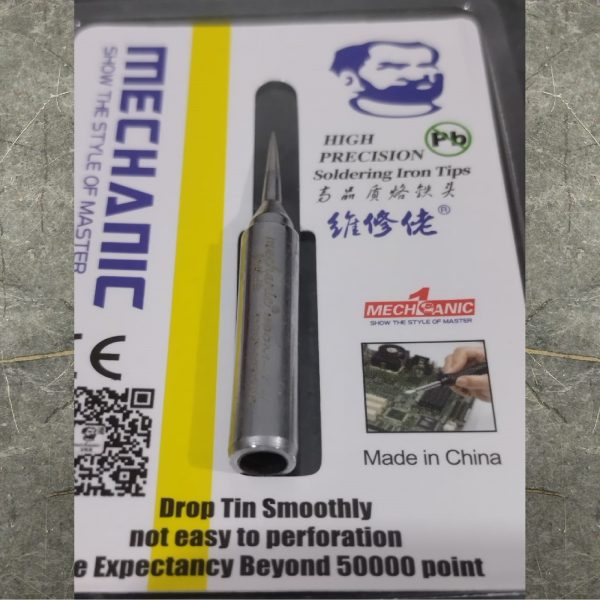 MECHANIC
SHOW THE STYLE OF MASTER
HIGH
PRECISION
Pb
Soldering Iron Tips
高品质烙铁头
维修佬®
1
MECHANIC
SHOW THE STYLE OF MASTER
CE
Made in China
Drop Tin Smoothly
not easy to perforation
Expectancy Beyond 50000 point